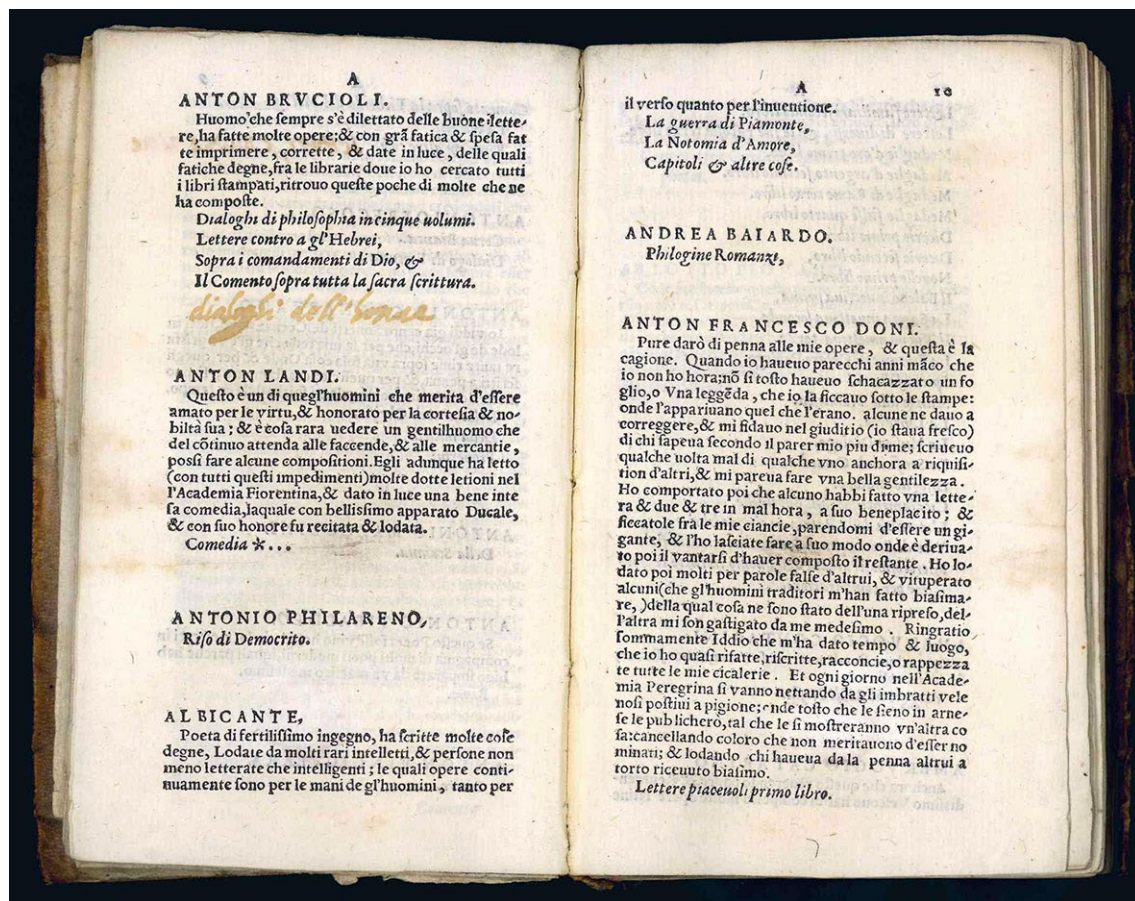 A
ANTON BRVCIOLI.
Huomo che sempre s'è dilettato delle buone lette-
re, ha fatte molte opere; & con grã fatica & spesa fat
te imprimere, corrette, & date in luce, delle quali
fatiche degne, fra le librarie doue io ho cercato tutti
i libri stampati, ritrouo queste poche di molte che ne
ha composte.
Dialoghi di philosophia in cinque uolumi.
Lettere contro a gl'Hebrei,
Sopra i comandamenti di Dio, &
Il Comento sopra tutta la sacra scrittura.
dialoghi dell'
ANTON LANDI.
Questo è un di quegl'huomini che merita d'essere
amato per le virtu, & honorato per la cortesia & no-
biltà sua; & è cosa rara uedere un gentilhuomo che
del cõtinuo attenda alle faccende, & alle mercantie,
possi fare alcune compositioni. Egli adunque ha letto
(con tutti questi impedimenti) molte dotte letioni nel
l'Academia Fiorentina, & dato in luce una bene inte
sa comedia, laquale con bellissimo apparato Ducale,
& con suo honore fu recitata & lodata.
Comedia *...
ANTONIO PHILARENO,
Riso di Democrito.
ALBICANTE,
Poeta di fertilissimo ingegno, ha scritte molte cose
degne, Lodate da molti rari intelletti, & persone non
meno letterate che intelligenti; le quali opere conti-
nuamente sono per le mani de gl'huomini, tanto per
A 10
il verso quanto per l'inuentione.
La guerra di Piamonte,
La Notomia d'Amore,
Capitoli & altre cose.
ANDREA BAIARDO.
Philogine Romanzi,
ANTON FRANCESCO DONI.
Pure darò di penna alle mie opere, & questa è la
cagione. Quando io haueuo parecchi anni mãco che
io non ho hora; nõ si tosto haueuo schacazzato un fo
glio, o Vna leggẽda, che io la ficcauo sotto le stampe:
onde l'appariuano quel che l'erano. alcune ne dauo a
correggere, & mi fidauo nel giuditio (io staua fresco)
di chi sapeua secondo il parer mio piu di me; scriueuo
qualche uolta mal di qualche vno anchora a riquisi-
tion d'altri, & mi pareua fare vna bella gentilezza.
Ho comportato poi che alcuno habbi fatto vna lette-
ra & due & tre in mal hora, a suo beneplacito; &
ficcatole fra le mie ciancie, parendomi d'essere un gi-
gante, & l'ho lasciate fare a suo modo onde è deriua-
to poi il vantarsi d'hauer composto il restante. Ho lo-
dato poi molti per parole false d'altrui, & vituperato
alcuni (che gl'huomini traditori m'han fatto biasima-
re, ) della qual cosa ne sono stato dell'una ripreso, del-
l'altra mi son gastigato da me medesimo. Ringratio
sommamente Iddio che m'ha dato tempo & luogo,
che io ho quasi rifatte, riscritte, racconcie, o rappezza
te tutte le mie cicalerie. Et ogni giorno nell'Acade-
mia Peregrina si vanno nettando da gli imbratti vele
nosi postiui a pigione; onde tosto che le sieno in arne-
se le publicherò, tal che le si mostreranno vn'altra co
sa: cancellando coloro che non meritauono d'esser no
minati; & lodando chi haueua da la penna altrui a
torto riceuuto biasimo.
Lettere piaceuoli primo libro.